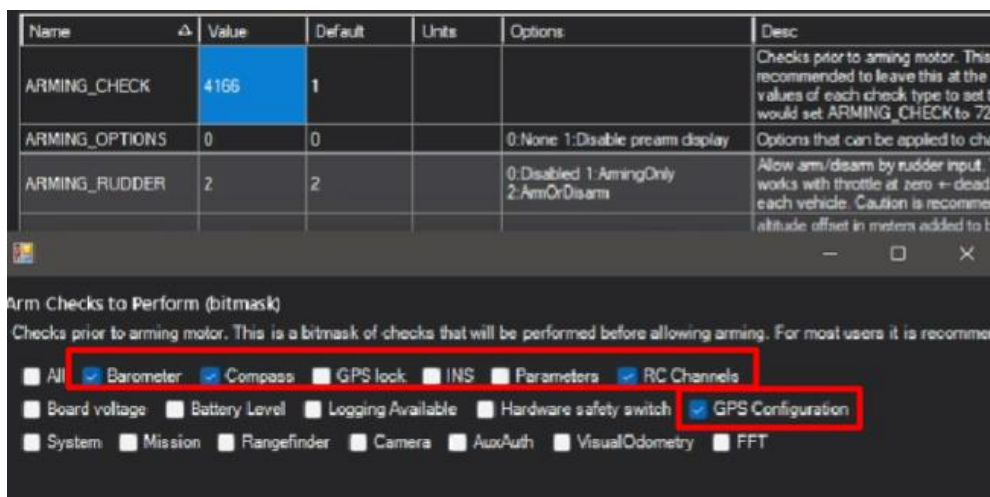 Name Value Default Units Options Desc
Checks prior to arming motor. This
recommended to leave this at the
ARMING_CHECK 4166 1 values of each check type to set t
would set ARMING_CHECK to 72
ARMING_OPTIONS 0 0 0:None 1:Disable prearm display Options that can be applied to cha
Allow arm/disarm by rudder input.
ARMING_RUDDER 2 2 0:Disabled 1:ArmingOnly works with throttle at zero +- dead
2:ArmOrDisarm each vehicle. Caution is recomme
altitude offset in meters added to b
Arm Checks to Perform (bitmask)
Checks prior to arming motor. This is a bitmask of checks that will be performed before allowing arming. For most users it is recomme
All Barometer Compass GPS lock INS Parameters RC Channels
Board voltage Battery Level Logging Available Hardware safety switch GPS Configuration
System Mission Rangefinder Camera AuxAuth VisualOdometry FFT